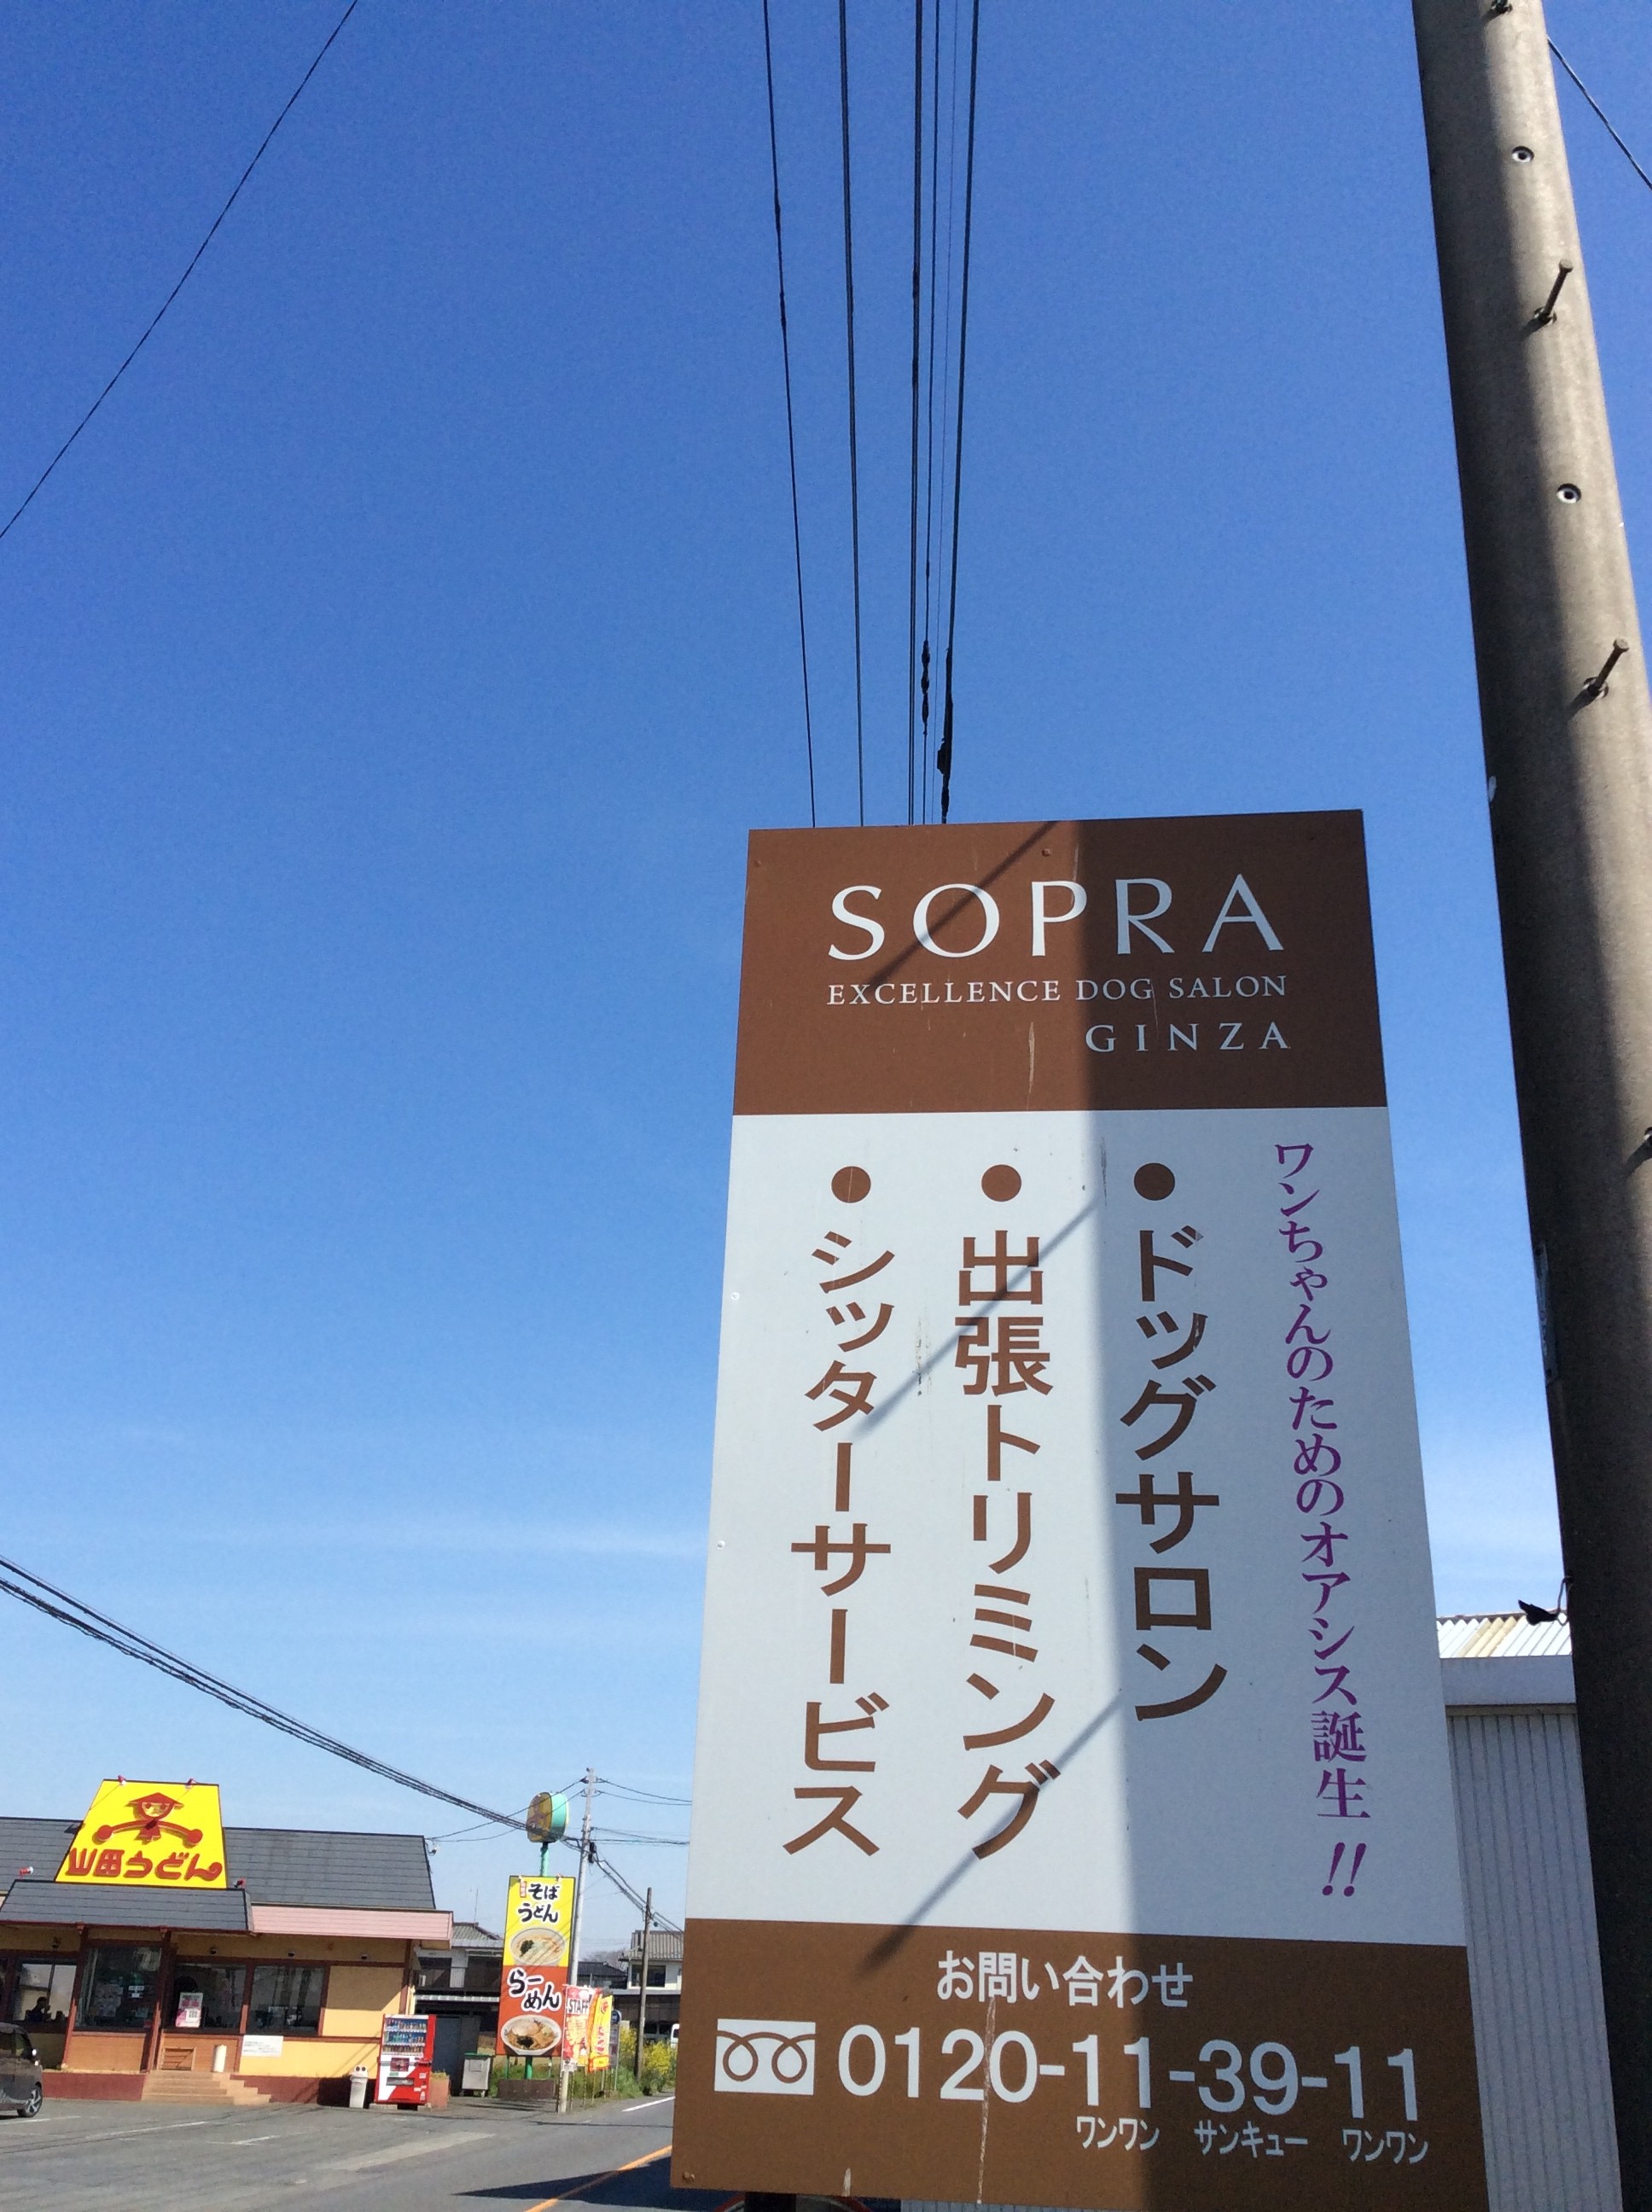 SOPRA
EXCELLENCE DOG SALON
GINZA
ワンちゃんのためのオアシス誕生!!
●ドッグサロン
●出張トリミング
●シッターサービス
お問い合わせ
0120-11-39-11
ワンワン サンキュー ワンワン
山田うどん
そば
うどん
らーめん
STAFF